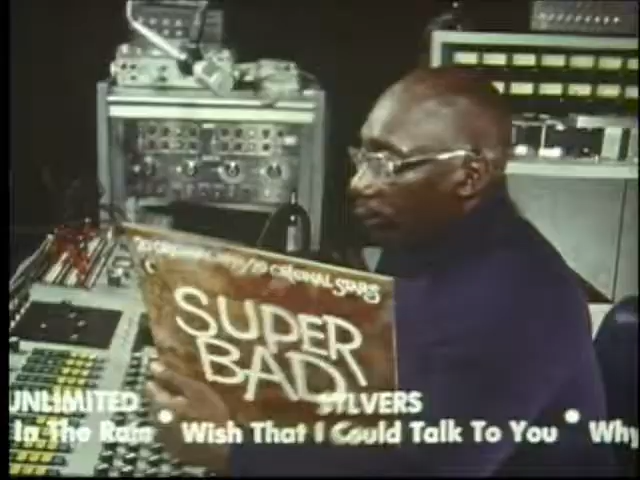 20 ORIGINAL HITS/20 ORIGINAL STARS
SUPER
BAD
UNLIMITED SYLVERS
In The Rain • Wish That I Could Talk To You • Why